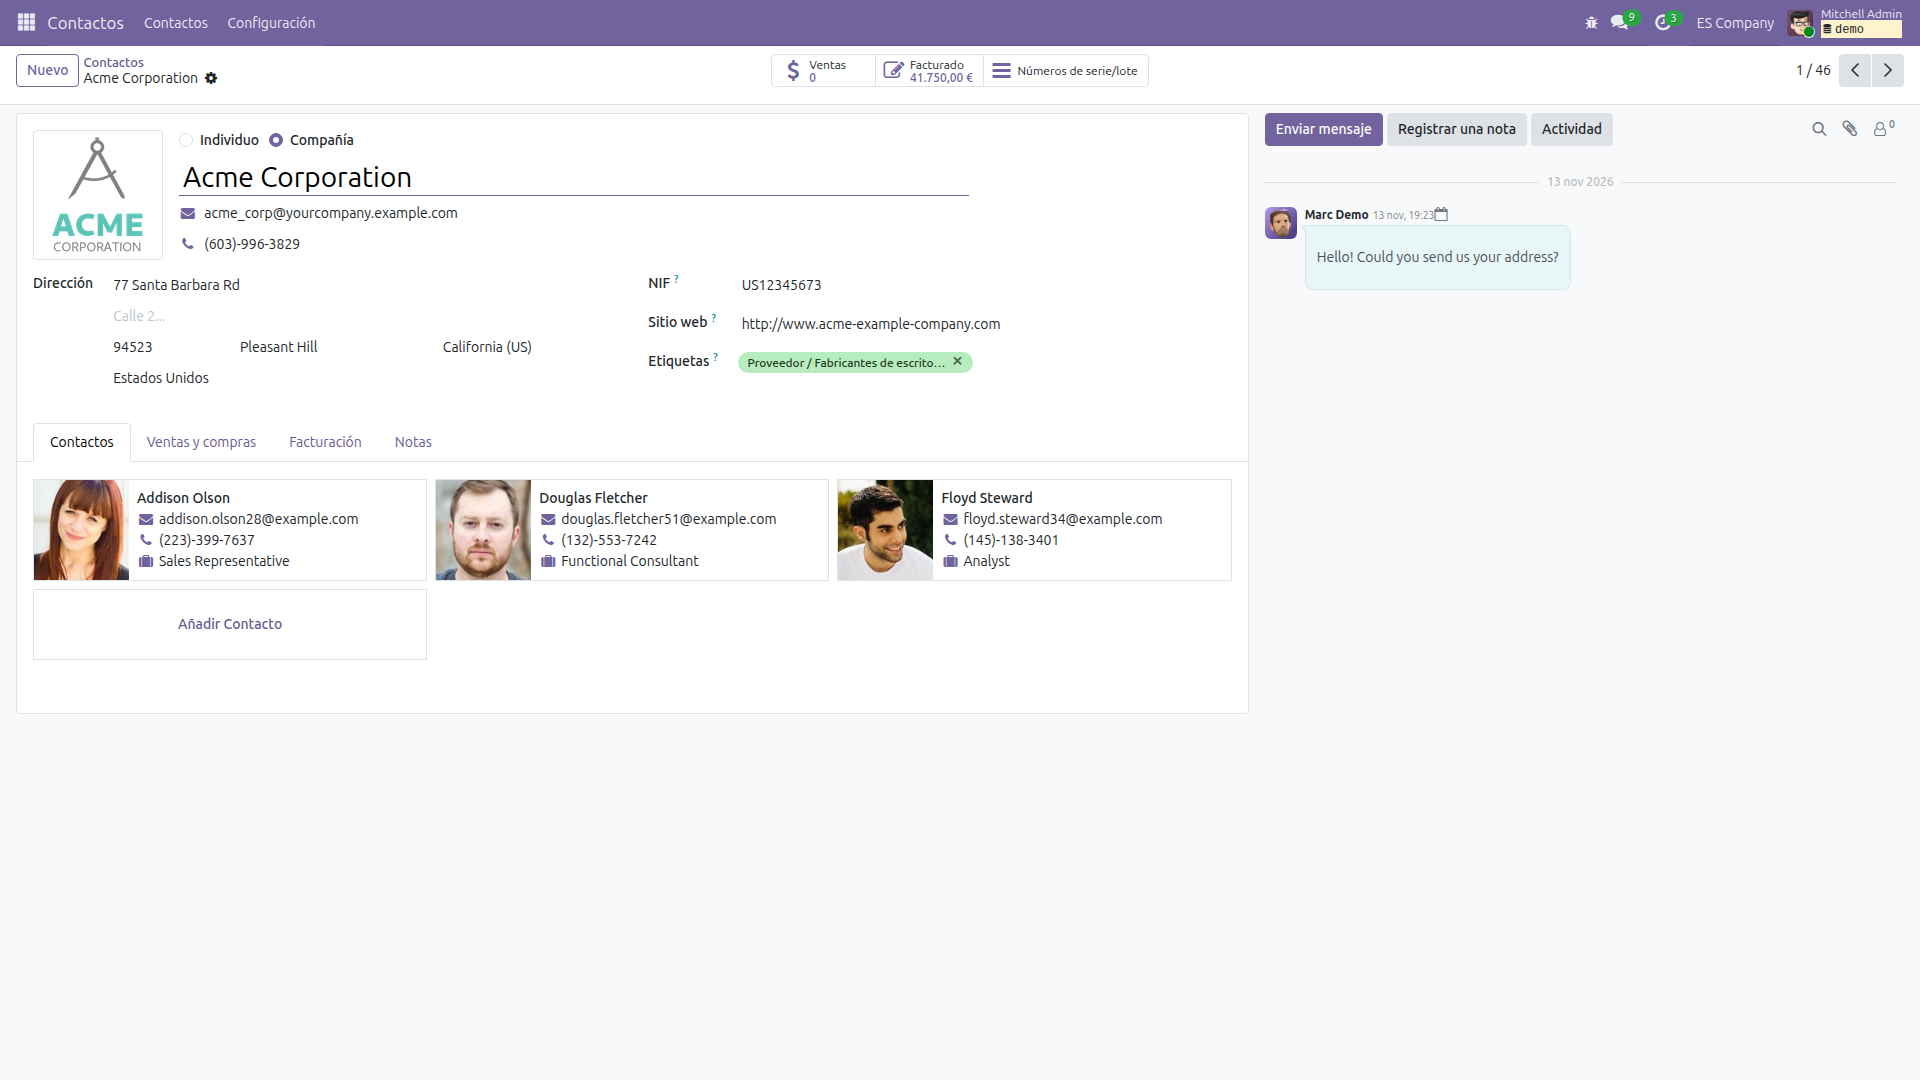 Contactos Contactos Configuración 9 3 ES Company Mitchell Admin
demo
Nuevo Contactos
Acme Corporation
Ventas
0
Facturado
41.750,00 €
Números de serie/lote
1 / 46
Individuo Compañía
Acme Corporation
acme_corp@yourcompany.example.com
(603)-996-3829
ACME
CORPORATION
Dirección 77 Santa Barbara Rd
Calle 2...
94523 Pleasant Hill California (US)
Estados Unidos
NIF ? US12345673
Sitio web ? http://www.acme-example-company.com
Etiquetas ? Proveedor / Fabricantes de escrito... ✕
Contactos Ventas y compras Facturación Notas
Addison Olson
addison.olson28@example.com
(223)-399-7637
Sales Representative
Douglas Fletcher
douglas.fletcher51@example.com
(132)-553-7242
Functional Consultant
Floyd Steward
floyd.steward34@example.com
(145)-138-3401
Analyst
Añadir Contacto
Enviar mensaje Registrar una nota Actividad 0
13 nov 2026
Marc Demo 13 nov, 19:23
Hello! Could you send us your address?